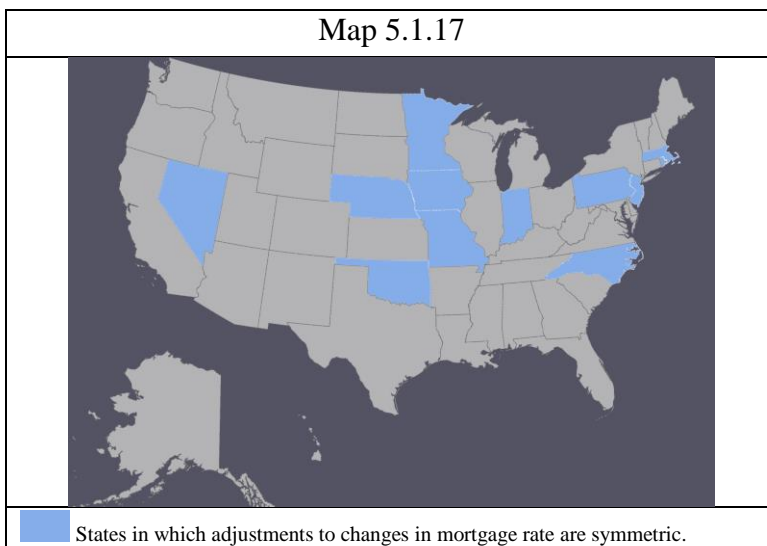 Map 5.1.17
States in which adjustments to changes in mortgage rate are symmetric.